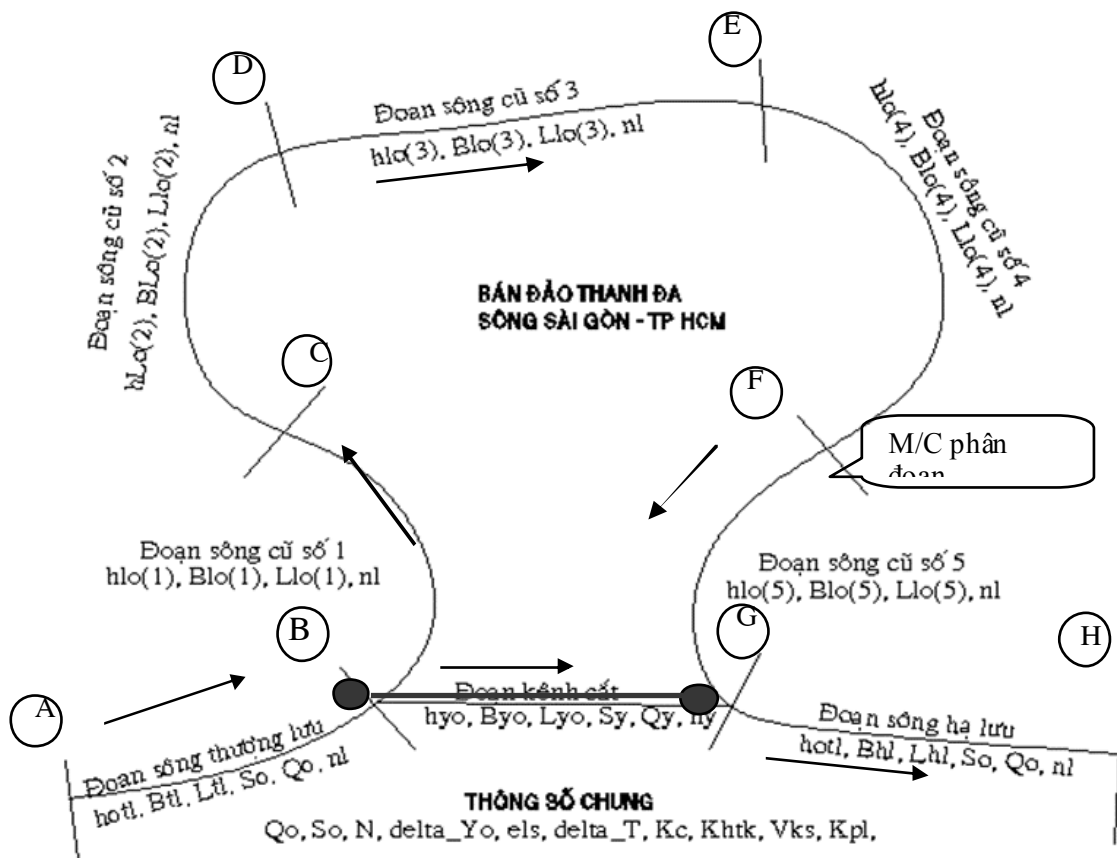 D
E
Đoạn sông cũ số 3
hlo(3), Blo(3), Llo(3), nl
Đoạn sông cũ số 2
hLo(2), BLo(2), Llo(2), nl
Đoạn sông cũ số 4
hlo(4), Blo(4), Llo(4), nl
BÁN ĐẢO THANH ĐA
SÔNG SÀI GÒN - TP HCM
C
F
M/C phân
đoạn
Đoạn sông cũ số 1
hlo(1), Blo(1), Llo(1), nl
Đoạn sông cũ số 5
hlo(5), Blo(5), Llo(5), nl
B
G
H
A
Đoạn kênh cắt
hyo, Byo, Lyo, Sy, Qy, ny
Đoạn sông thượng lưu
hotl, Btl, Ltl, So, Qo, nl
Đoạn sông hạ lưu
hotl, Bhl, Lhl, So, Qo, nl
THÔNG SỐ CHUNG
Qo, So, N, delta_Yo, els, delta_T, Kc, Khtk, Vks, Kpl,